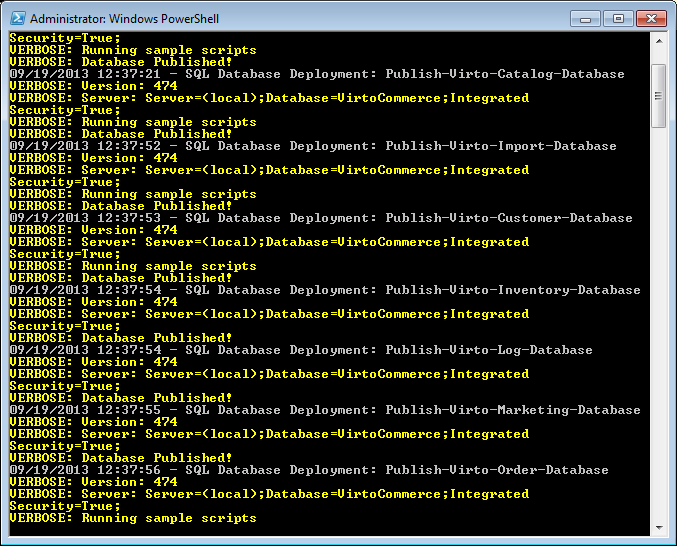 Administrator: Windows PowerShell
Security=True;
VERBOSE: Running sample scripts
VERBOSE: Database Published!
09/19/2013 12:37:21 - SQL Database Deployment: Publish-Virto-Catalog-Database
VERBOSE: Version: 474
VERBOSE: Server: Server=(local);Database=VirtoCommerce;Integrated
Security=True;
VERBOSE: Running sample scripts
VERBOSE: Database Published!
09/19/2013 12:37:52 - SQL Database Deployment: Publish-Virto-Import-Database
VERBOSE: Version: 474
VERBOSE: Server: Server=(local);Database=VirtoCommerce;Integrated
Security=True;
VERBOSE: Running sample scripts
VERBOSE: Database Published!
09/19/2013 12:37:53 - SQL Database Deployment: Publish-Virto-Customer-Database
VERBOSE: Version: 474
VERBOSE: Server: Server=(local);Database=VirtoCommerce;Integrated
Security=True;
VERBOSE: Running sample scripts
VERBOSE: Database Published!
09/19/2013 12:37:54 - SQL Database Deployment: Publish-Virto-Inventory-Database
VERBOSE: Version: 474
VERBOSE: Server: Server=(local);Database=VirtoCommerce;Integrated
Security=True;
VERBOSE: Database Published!
09/19/2013 12:37:54 - SQL Database Deployment: Publish-Virto-Log-Database
VERBOSE: Version: 474
VERBOSE: Server: Server=(local);Database=VirtoCommerce;Integrated
Security=True;
VERBOSE: Database Published!
09/19/2013 12:37:55 - SQL Database Deployment: Publish-Virto-Marketing-Database
VERBOSE: Version: 474
VERBOSE: Server: Server=(local);Database=VirtoCommerce;Integrated
Security=True;
VERBOSE: Database Published!
09/19/2013 12:37:56 - SQL Database Deployment: Publish-Virto-Order-Database
VERBOSE: Version: 474
VERBOSE: Server: Server=(local);Database=VirtoCommerce;Integrated
Security=True;
VERBOSE: Running sample scripts